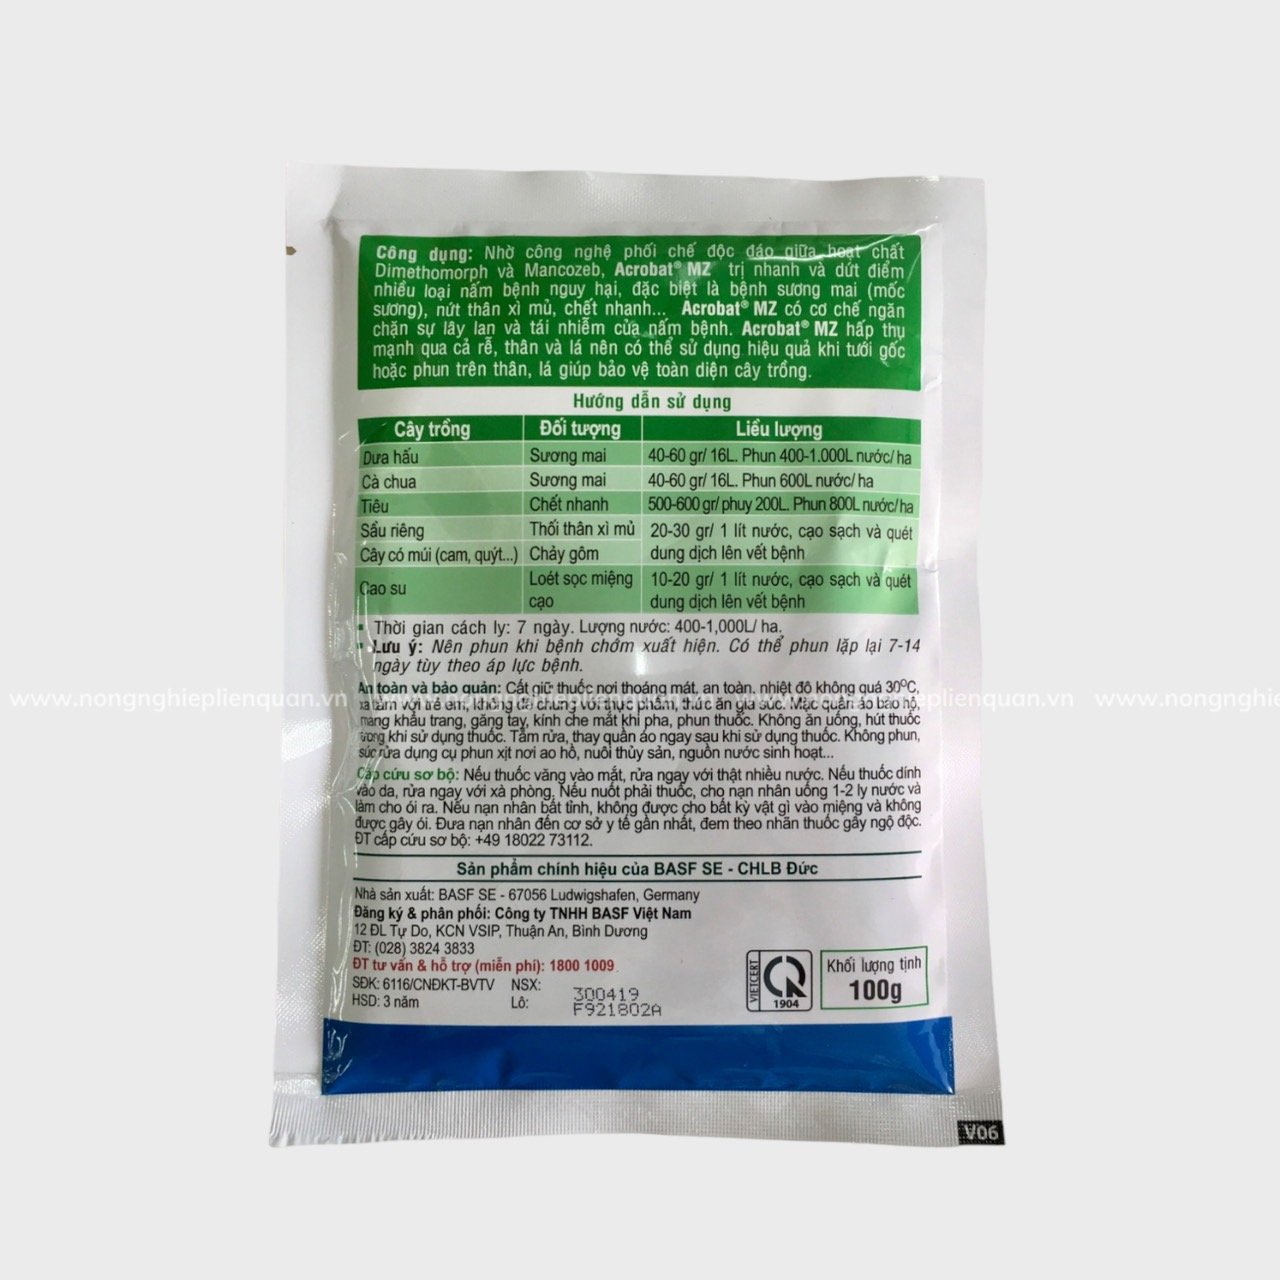 Công dụng: Nhờ công nghệ phối chế độc đáo giữa hoạt chất
Dimethomorph và Mancozeb, Acrobat® MZ trị nhanh và dứt điểm
nhiều loại nấm bệnh nguy hại, đặc biệt là bệnh sương mai (mốc
sương), nứt thân xì mủ, chết nhanh... Acrobat® MZ có cơ chế ngăn
chặn sự lây lan và tái nhiễm của nấm bệnh. Acrobat® MZ hấp thụ
mạnh qua cả rễ, thân và lá nên có thể sử dụng hiệu quả khi tưới gốc
hoặc phun trên thân, lá giúp bảo vệ toàn diện cây trồng.
Hướng dẫn sử dụng
Cây trồng Đối tượng Liều lượng
Dưa hấu Sương mai 40-60 gr/ 16L. Phun 400-1.000L nước/ ha
Cà chua Sương mai 40-60 gr/ 16L. Phun 600L nước/ ha
Tiêu Chết nhanh 500-600 gr/ phuy 200L. Phun 800L nước/ ha
Sầu riêng Thối thân xì mủ 20-30 gr/ 1 lít nước, cạo sạch và quét
Cây có múi (cam, quýt...) Chảy gôm dung dịch lên vết bệnh
Cao su Loét sọc miệng cạo 10-20 gr/ 1 lít nước, cạo sạch và quét
dung dịch lên vết bệnh
▪ Thời gian cách ly: 7 ngày. Lượng nước: 400-1,000L/ ha.
▪ Lưu ý: Nên phun khi bệnh chớm xuất hiện. Có thể phun lặp lại 7-14
ngày tùy theo áp lực bệnh.
An toàn và bảo quản: Cất giữ thuốc nơi thoáng mát, an toàn, nhiệt độ không quá 30ºC,
xa tầm với trẻ em, không để chung với thực phẩm, thức ăn gia súc. Mặc quần áo bảo hộ,
mang khẩu trang, găng tay, kính che mắt khi pha, phun thuốc. Không ăn uống, hút thuốc
trong khi sử dụng thuốc. Tắm rửa, thay quần áo ngay sau khi sử dụng thuốc. Không phun,
súc rửa dụng cụ phun xịt nơi ao hồ, nuôi thủy sản, nguồn nước sinh hoạt...
Cấp cứu sơ bộ: Nếu thuốc văng vào mắt, rửa ngay với thật nhiều nước. Nếu thuốc dính
vào da, rửa ngay với xà phòng. Nếu nuốt phải thuốc, cho nạn nhân uống 1-2 ly nước và
làm cho ói ra. Nếu nạn nhân bất tỉnh, không được cho bất kỳ vật gì vào miệng và không
được gây ói. Đưa nạn nhân đến cơ sở y tế gần nhất, đem theo nhãn thuốc gây ngộ độc.
ĐT cấp cứu sơ bộ: +49 18022 73112.
Sản phẩm chính hiệu của BASF SE - CHLB Đức
Nhà sản xuất: BASF SE - 67056 Ludwigshafen, Germany
Đăng ký & phân phối: Công ty TNHH BASF Việt Nam
12 ĐL Tự Do, KCN VSIP, Thuận An, Bình Dương
ĐT: (028) 3824 3833
ĐT tư vấn & hỗ trợ (miễn phí): 1800 1009
SĐK: 6116/CNĐKT-BVTV NSX: 300419
HSD: 3 năm Lô: F921802A
VIETCERT
1904
Khối lượng tịnh
100g
V06
www.nongnghieplienquan.vn www.nongnghieplienquan.vn www.nongnghie